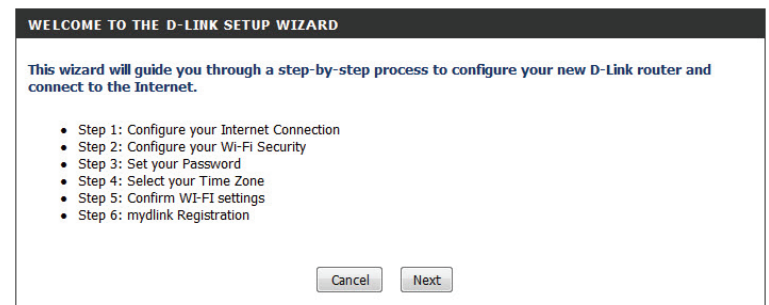 WELCOME TO THE D-LINK SETUP WIZARD
This wizard will guide you through a step-by-step process to configure your new D-Link router and
connect to the Internet.
• Step 1: Configure your Internet Connection
• Step 2: Configure your Wi-Fi Security
• Step 3: Set your Password
• Step 4: Select your Time Zone
• Step 5: Confirm WI-FI settings
• Step 6: mydlink Registration
Cancel Next